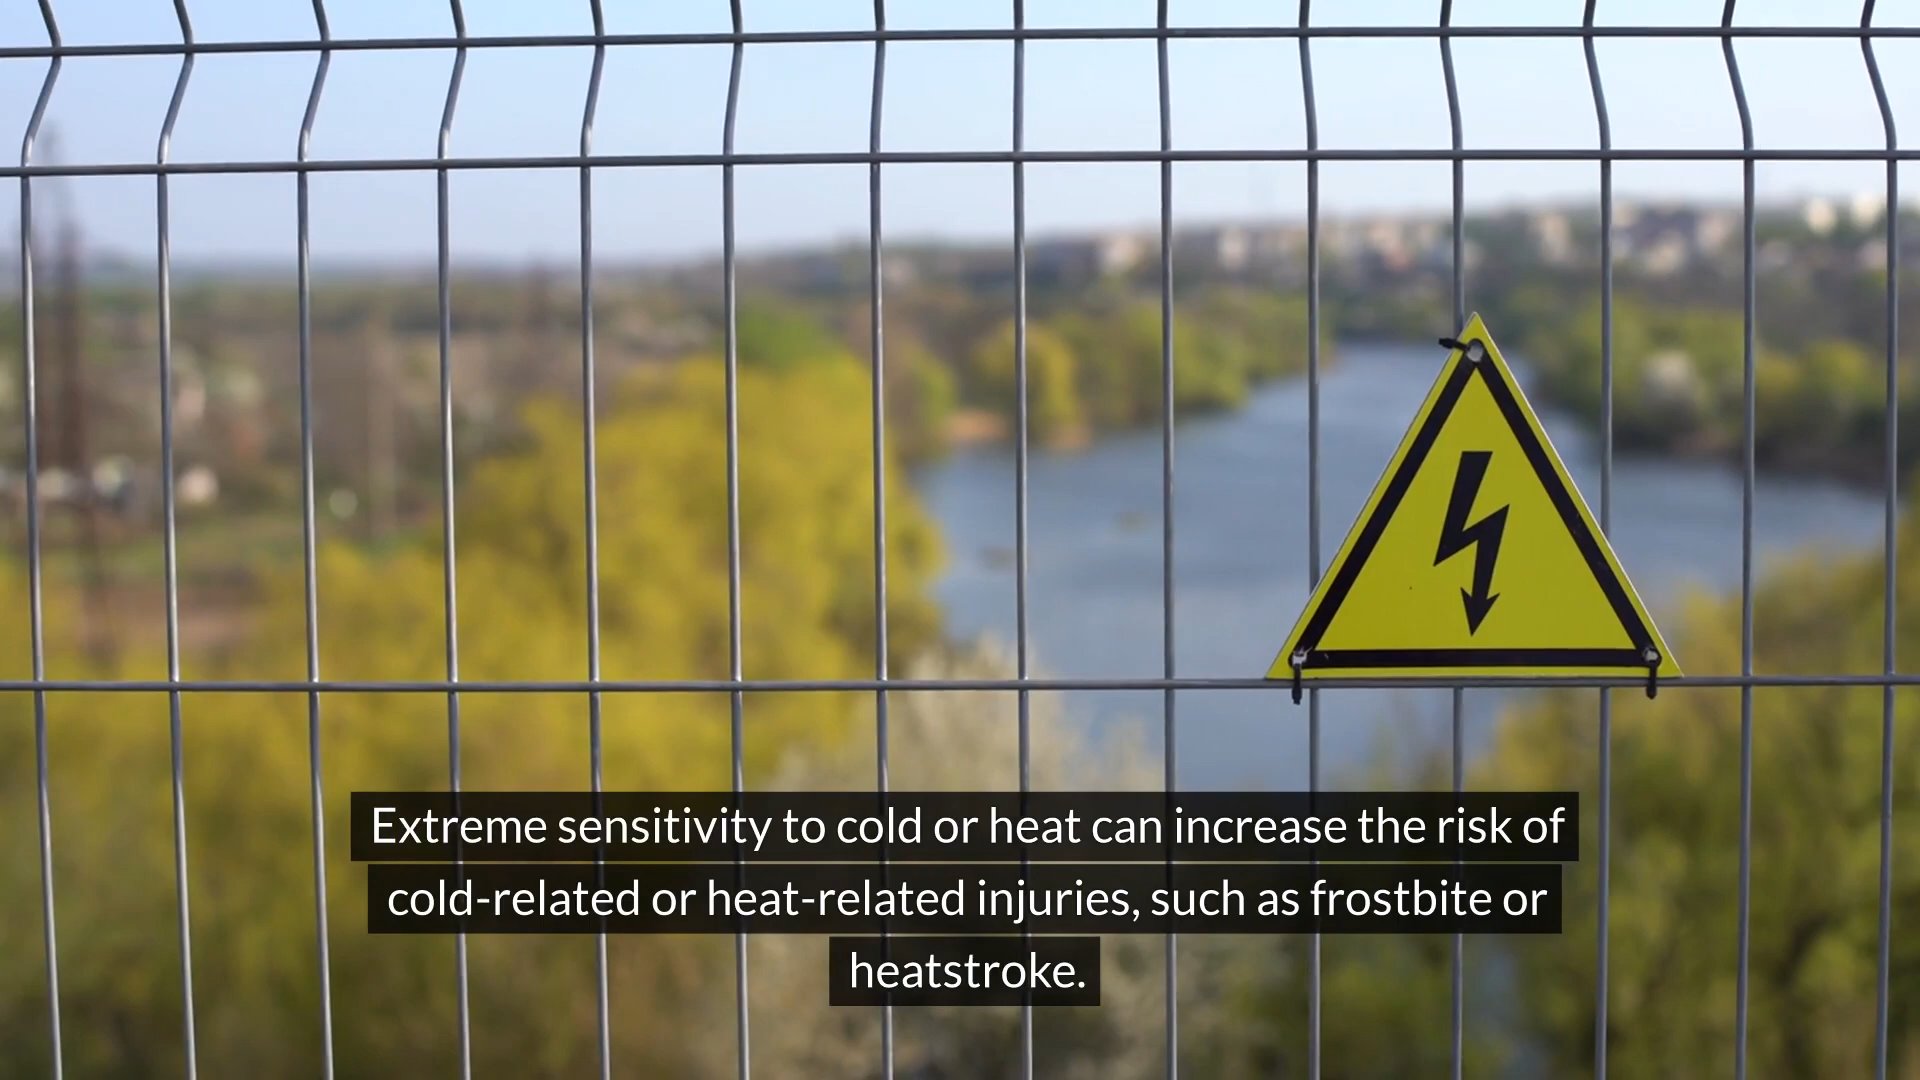 Extreme sensitivity to cold or heat can increase the risk of
cold-related or heat-related injuries, such as frostbite or
heatstroke.